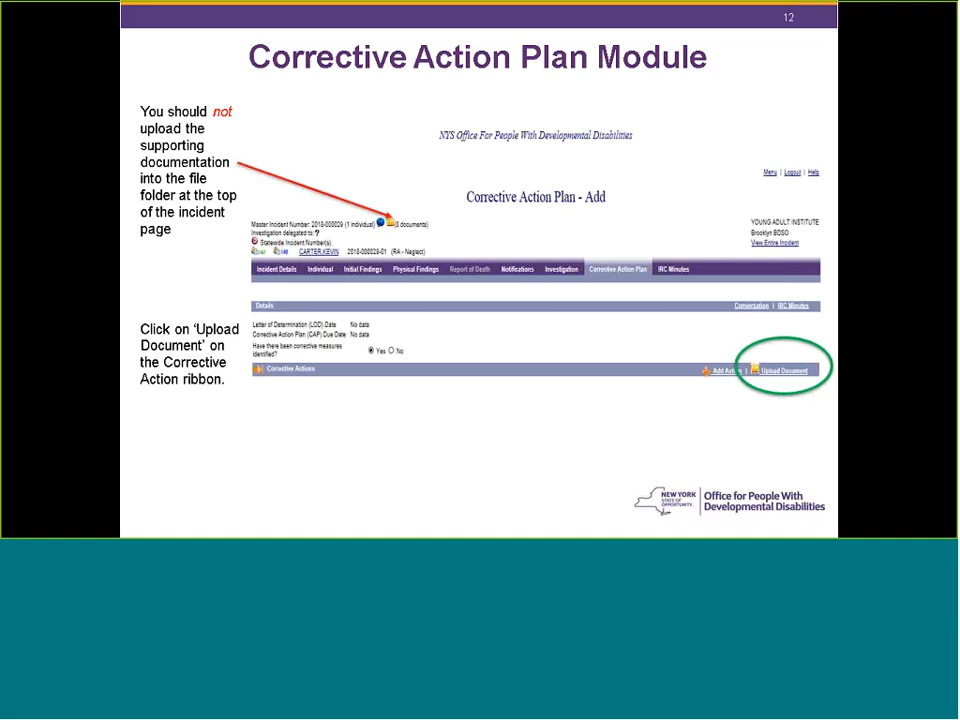 12
Corrective Action Plan Module
You should not
upload the
supporting
documentation
into the file
folder at the top
of the incident
page
Click on ‘Upload
Document’ on
the Corrective
Action ribbon.
NYS Office For People With Developmental Disabilities
Menu | Logout | Help
Corrective Action Plan - Add
Master Incident Number: 2018-000029 (1 individual) (0 documents)
Investigation delegated to: ?
Statewide Incident Number(s):
CARTER,KEVIN 2018-000029-01 (RA - Neglect)
YOUNG ADULT INSTITUTE
Brooklyn BDSO
View Entire Incident
Incident Details Individual Initial Findings Physical Findings Report of Death Notifications Investigation Corrective Action Plan IRC Minutes
Details Conversation | IRC Minutes
Letter of Determination (LOD) Date No data
Corrective Action Plan (CAP) Due Date No data
Have there been corrective measures
identified? Yes No
Corrective Actions Add Action | Upload Document
NEW YORK
STATE OF
OPPORTUNITY.
Office for People With
Developmental Disabilities